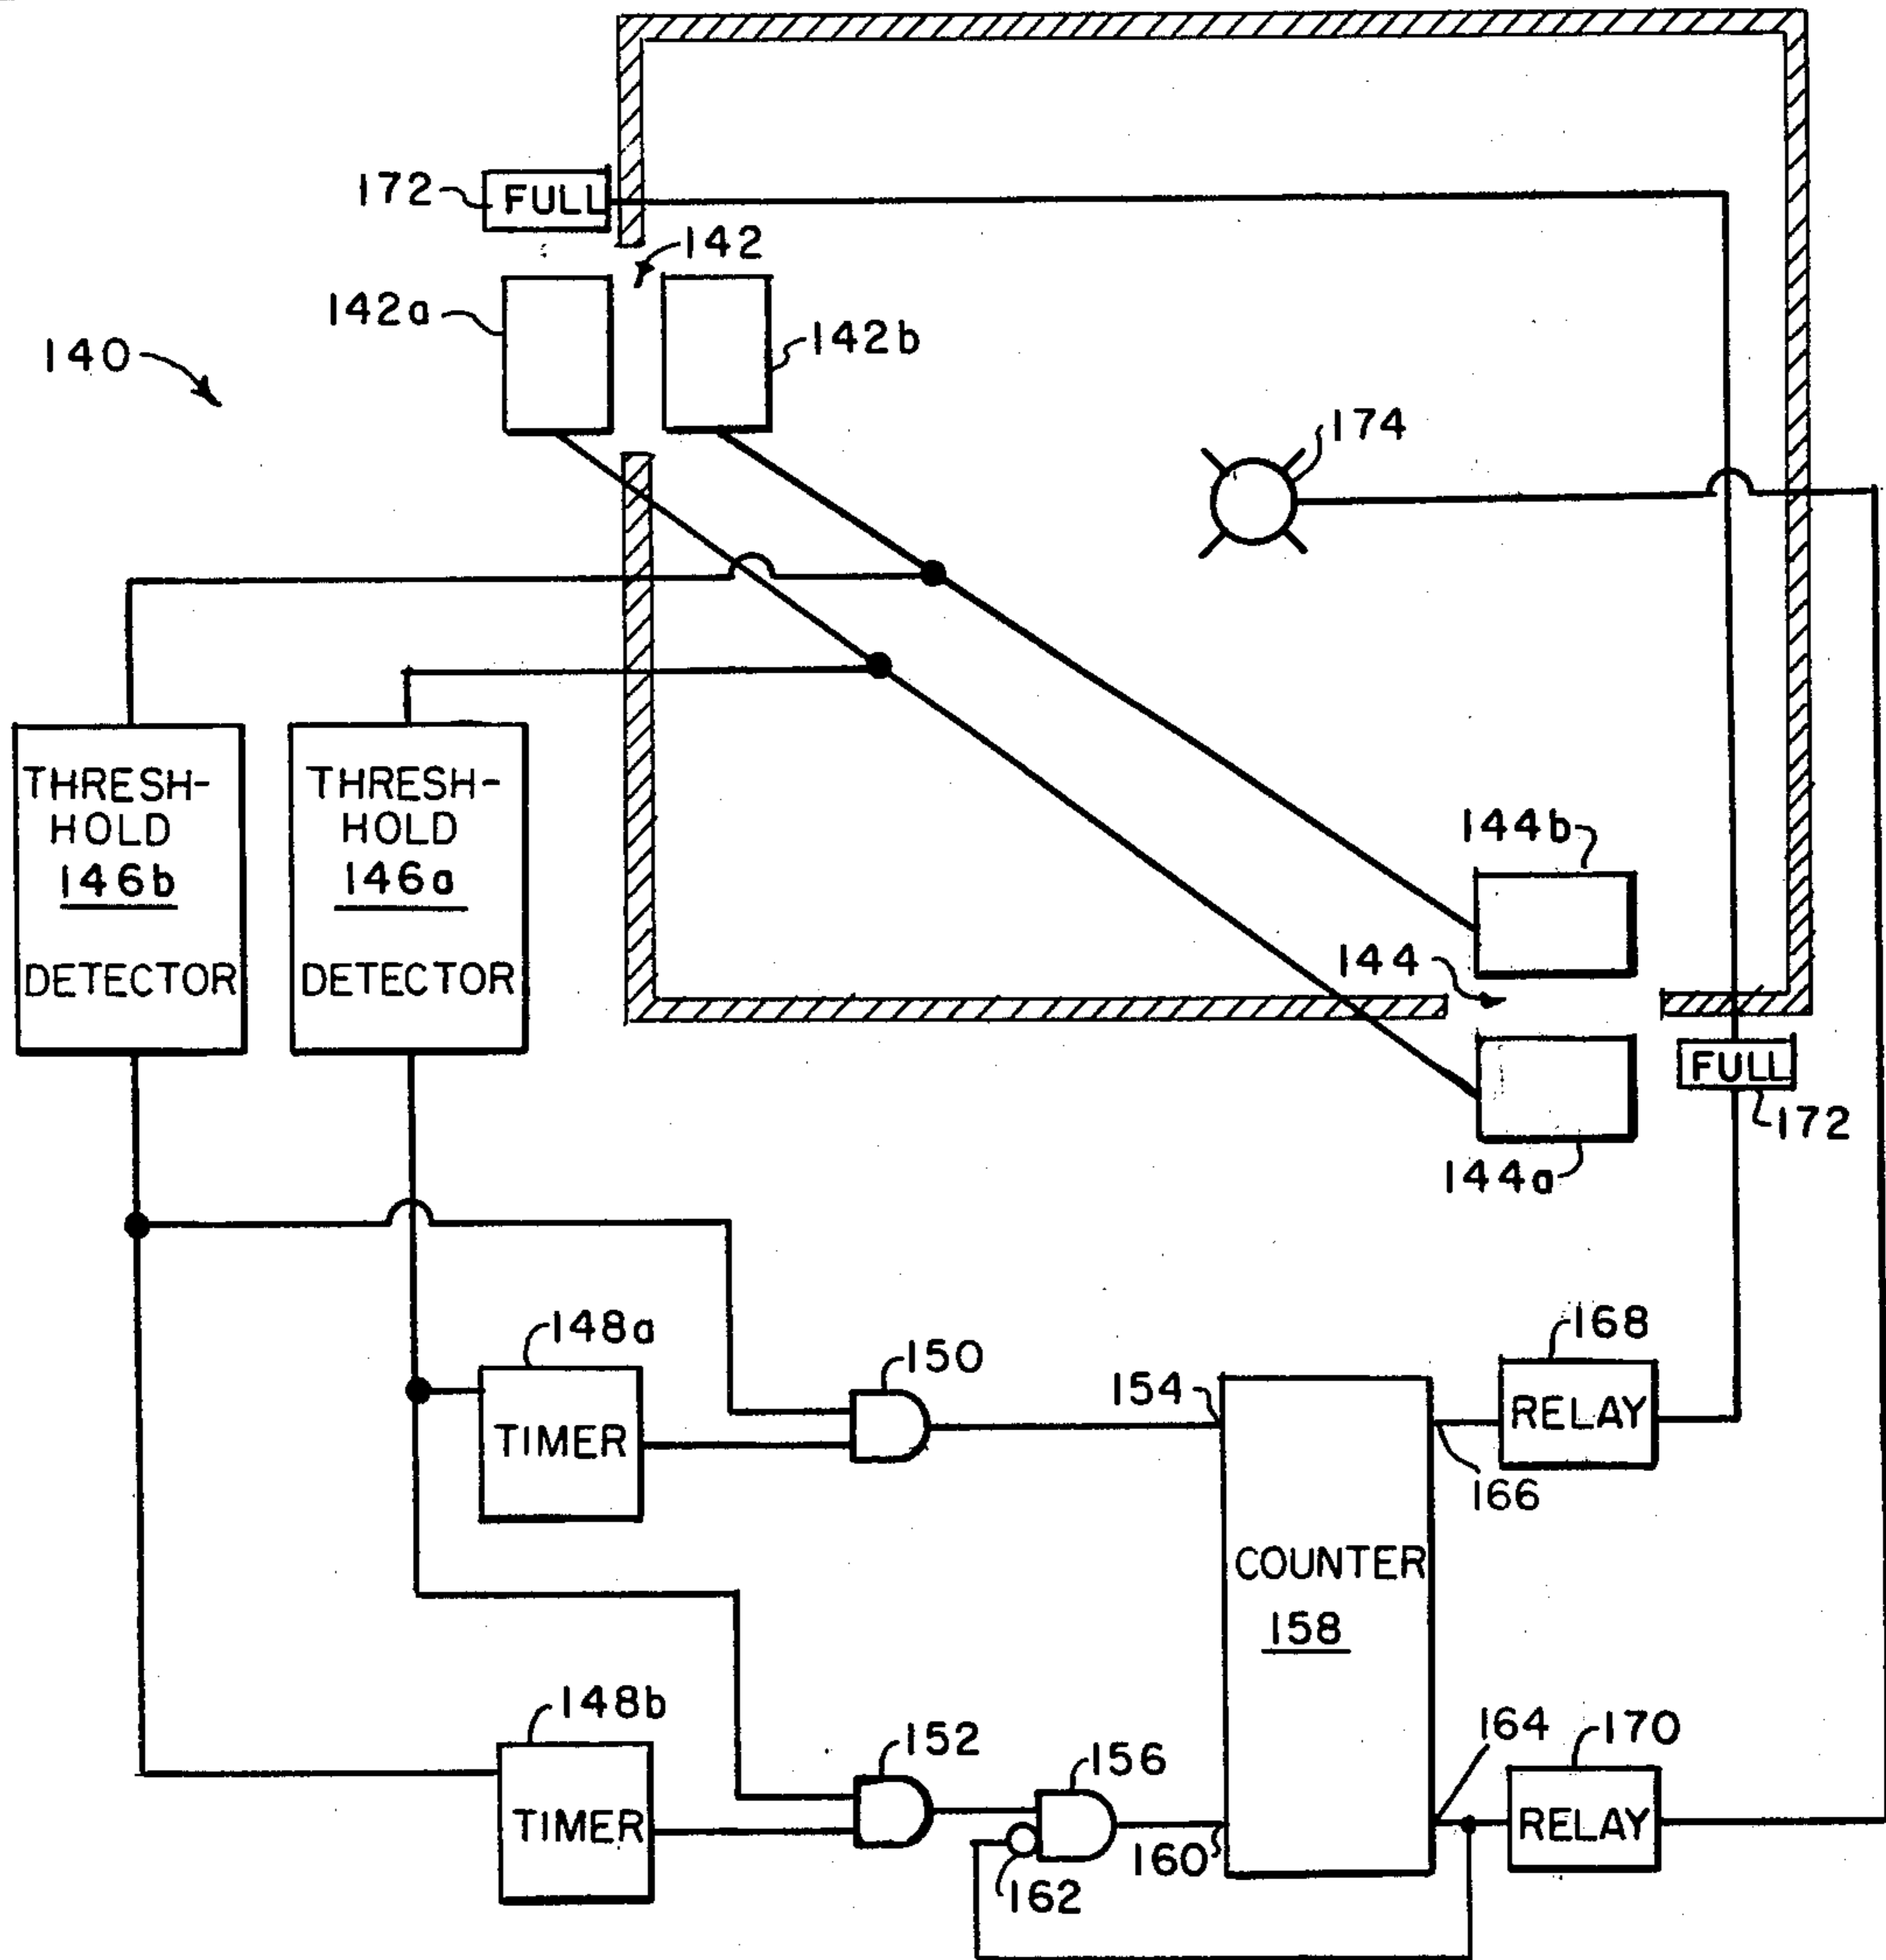 172
FULL
142
142a
142b
140
174
THRESH-
HOLD
146b
DETECTOR
THRESH-
HOLD
146a
DETECTOR
144b
144
FULL
172
144a
148a
TIMER
150
154
168
RELAY
166
COUNTER
158
148b
TIMER
152
156
160
162
164
170
RELAY